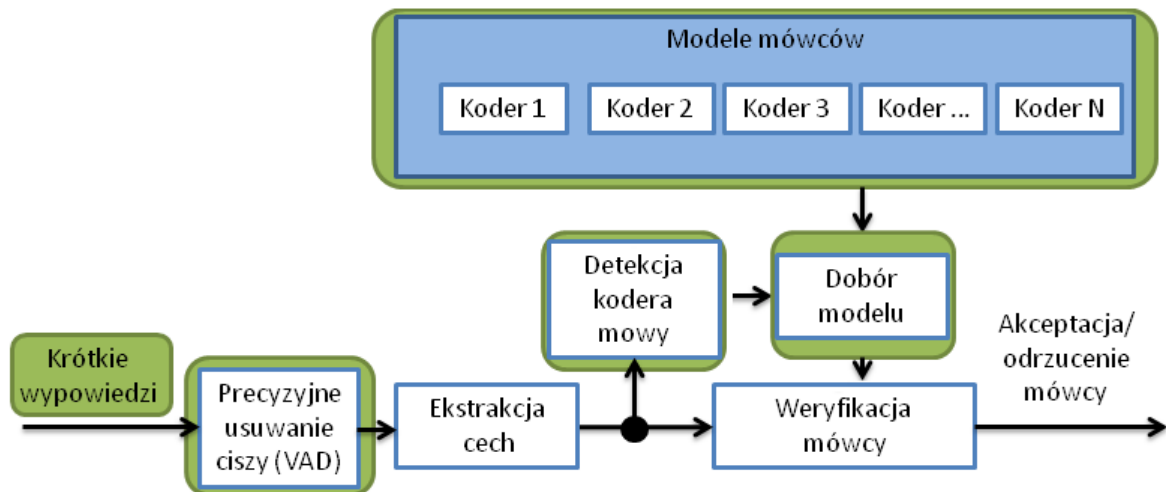 Modele mówców
Koder 1
Koder 2
Koder 3
Koder ...
Koder N
Detekcja
kodera
mowy
Dobór
modelu
Akceptacja/
odrzucenie
mówcy
Krótkie
wypowiedzi
Precyzyjne
usuwanie
ciszy (VAD)
Ekstrakcja
cech
Weryfikacja
mówcy